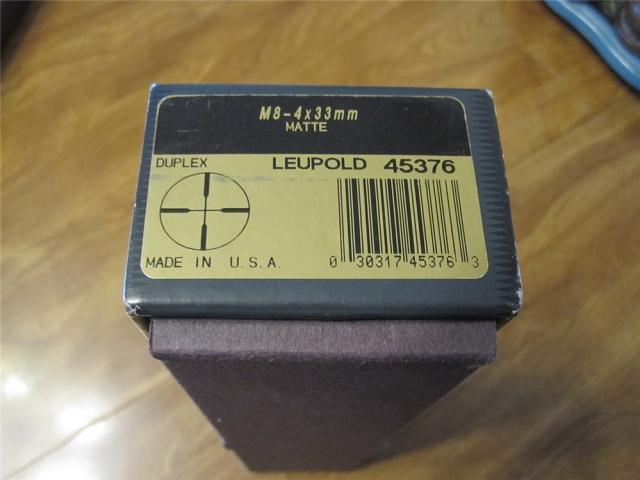 M8-4x33mm
MATTE
DUPLEX LEUPOLD 45376
MADE IN U.S.A. 0 30317 45376 3